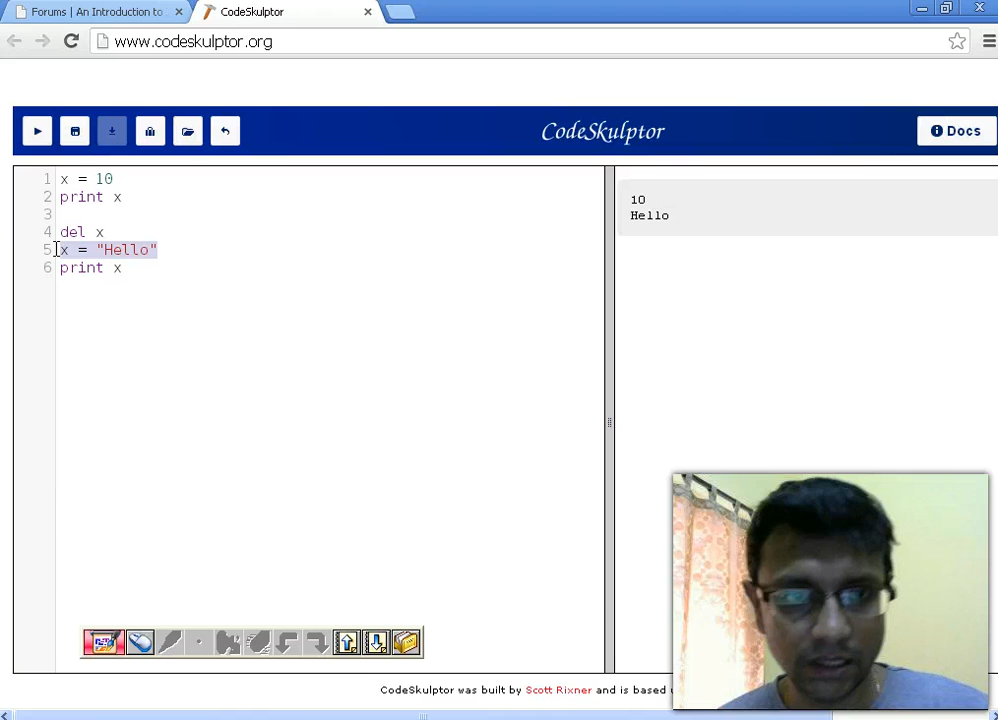 Forums | An Introduction to
CodeSkulptor
www.codeskulptor.org
CodeSkulptor
Docs
1 x = 10
2 print x
3
4 del x
5 x = "Hello"
6 print x
10
Hello
CodeSkulptor was built by Scott Rixner and is based